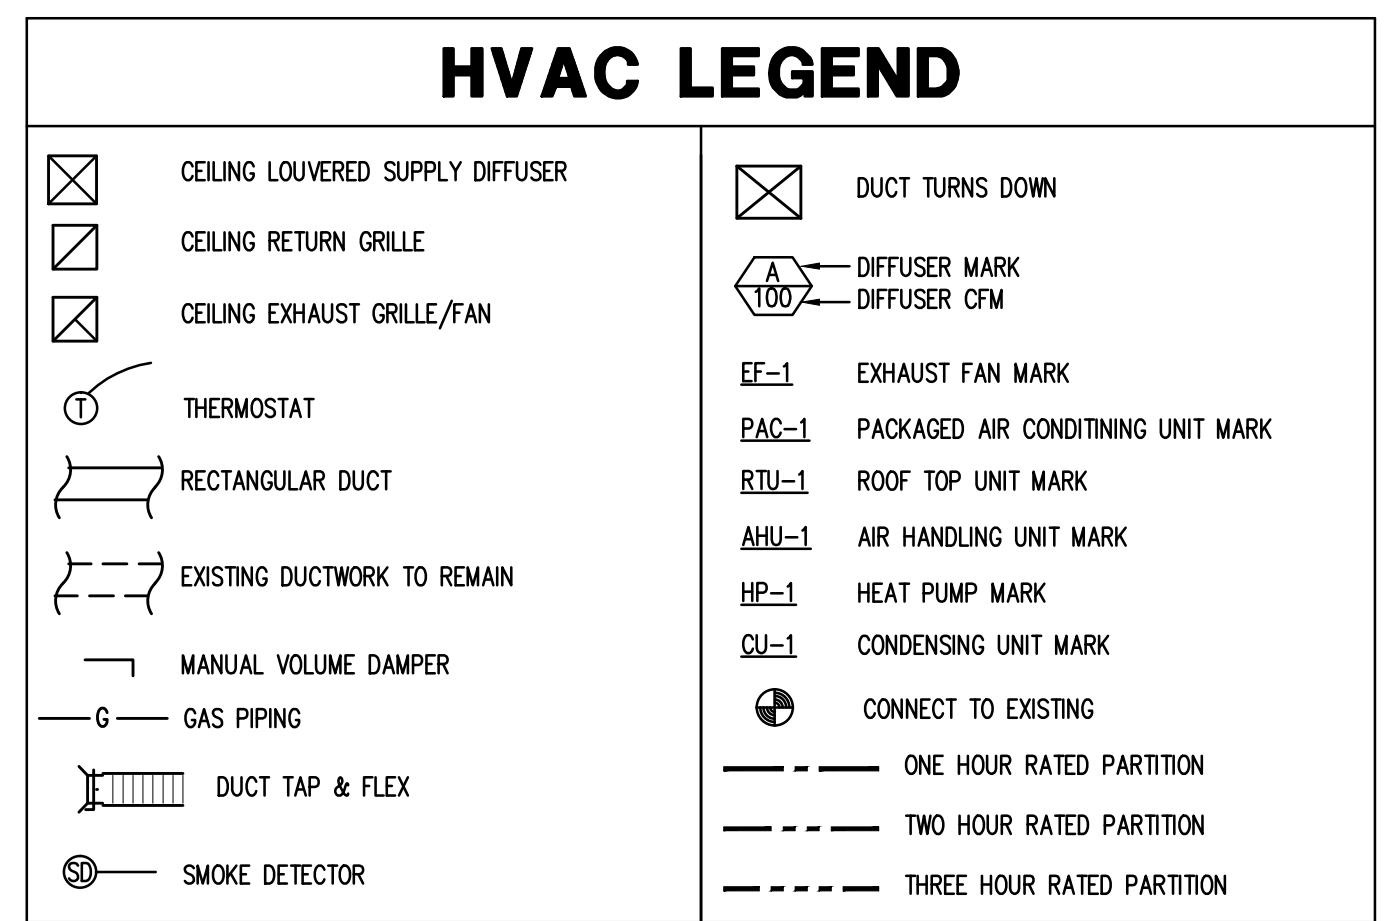 HVAC LEGEND
CEILING LOUVERED SUPPLY DIFFUSER
CEILING RETURN GRILLE
CEILING EXHAUST GRILLE/FAN
T THERMOSTAT
RECTANGULAR DUCT
EXISTING DUCTWORK TO REMAIN
MANUAL VOLUME DAMPER
G GAS PIPING
DUCT TAP & FLEX
SD SMOKE DETECTOR
DUCT TURNS DOWN
A DIFFUSER MARK
100 DIFFUSER CFM
EF-1 EXHAUST FAN MARK
PAC-1 PACKAGED AIR CONDITINING UNIT MARK
RTU-1 ROOF TOP UNIT MARK
AHU-1 AIR HANDLING UNIT MARK
HP-1 HEAT PUMP MARK
CU-1 CONDENSING UNIT MARK
CONNECT TO EXISTING
ONE HOUR RATED PARTITION
TWO HOUR RATED PARTITION
THREE HOUR RATED PARTITION